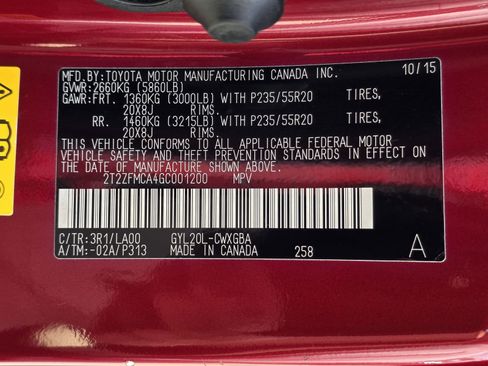 MFD.BY:TOYOTA MOTOR MANUFACTURING CANADA INC. 10/15
GVWR:2660KG (5860LB)
GAWR:FRT. 1360KG (3000LB) WITH P235/55R20 TIRES,
20X8J RIMS.
RR. 1460KG (3215LB) WITH P235/55R20 TIRES,
20X8J RIMS.
THIS VEHICLE CONFORMS TO ALL APPLICABLE FEDERAL MOTOR
VEHICLE SAFETY AND THEFT PREVENTION STANDARDS IN EFFECT ON
THE DATE OF MANUFACTURE SHOWN ABOVE.
2T2ZFMCA4GC001200 MPV
C/TR:3R1/LA00 GYL20L-CWXGBA
A/TM:-02A/P313 MADE IN CANADA 258 A